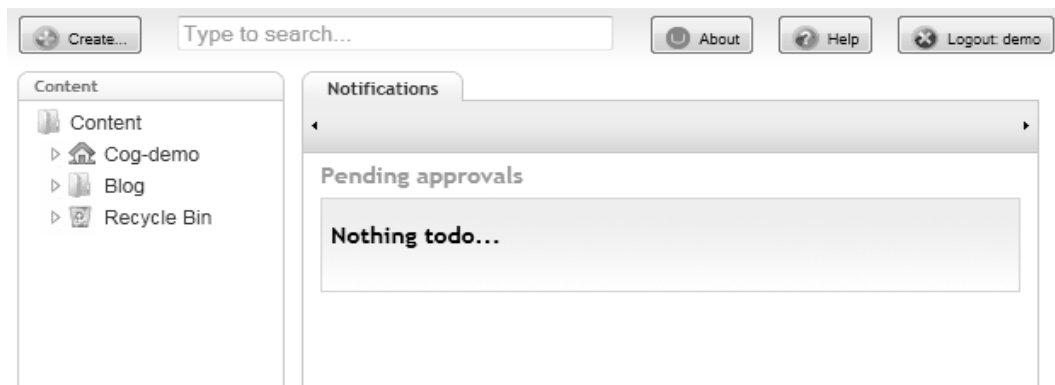 Create...
Type to search...
About
Help
Logout: demo
Content
Content
Cog-demo
Blog
Recycle Bin
Notifications
Pending approvals
Nothing todo...